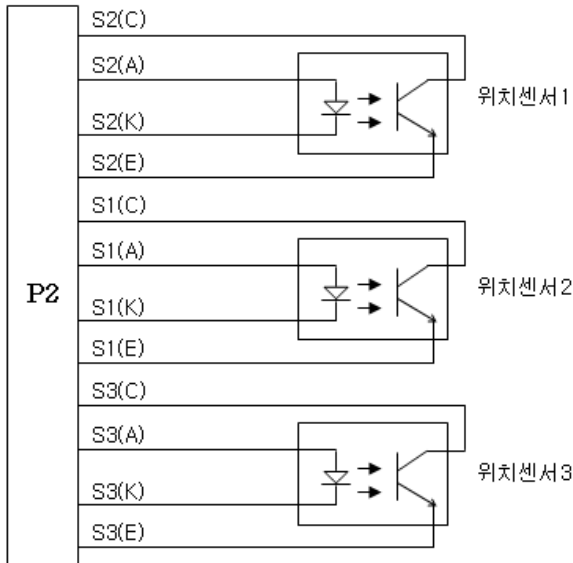 S2(C)
S2(A)
위치센서1
S2(K)
S2(E)
S1(C)
S1(A)
P2
위치센서2
S1(K)
S1(E)
S3(C)
S3(A)
위치센서3
S3(K)
S3(E)